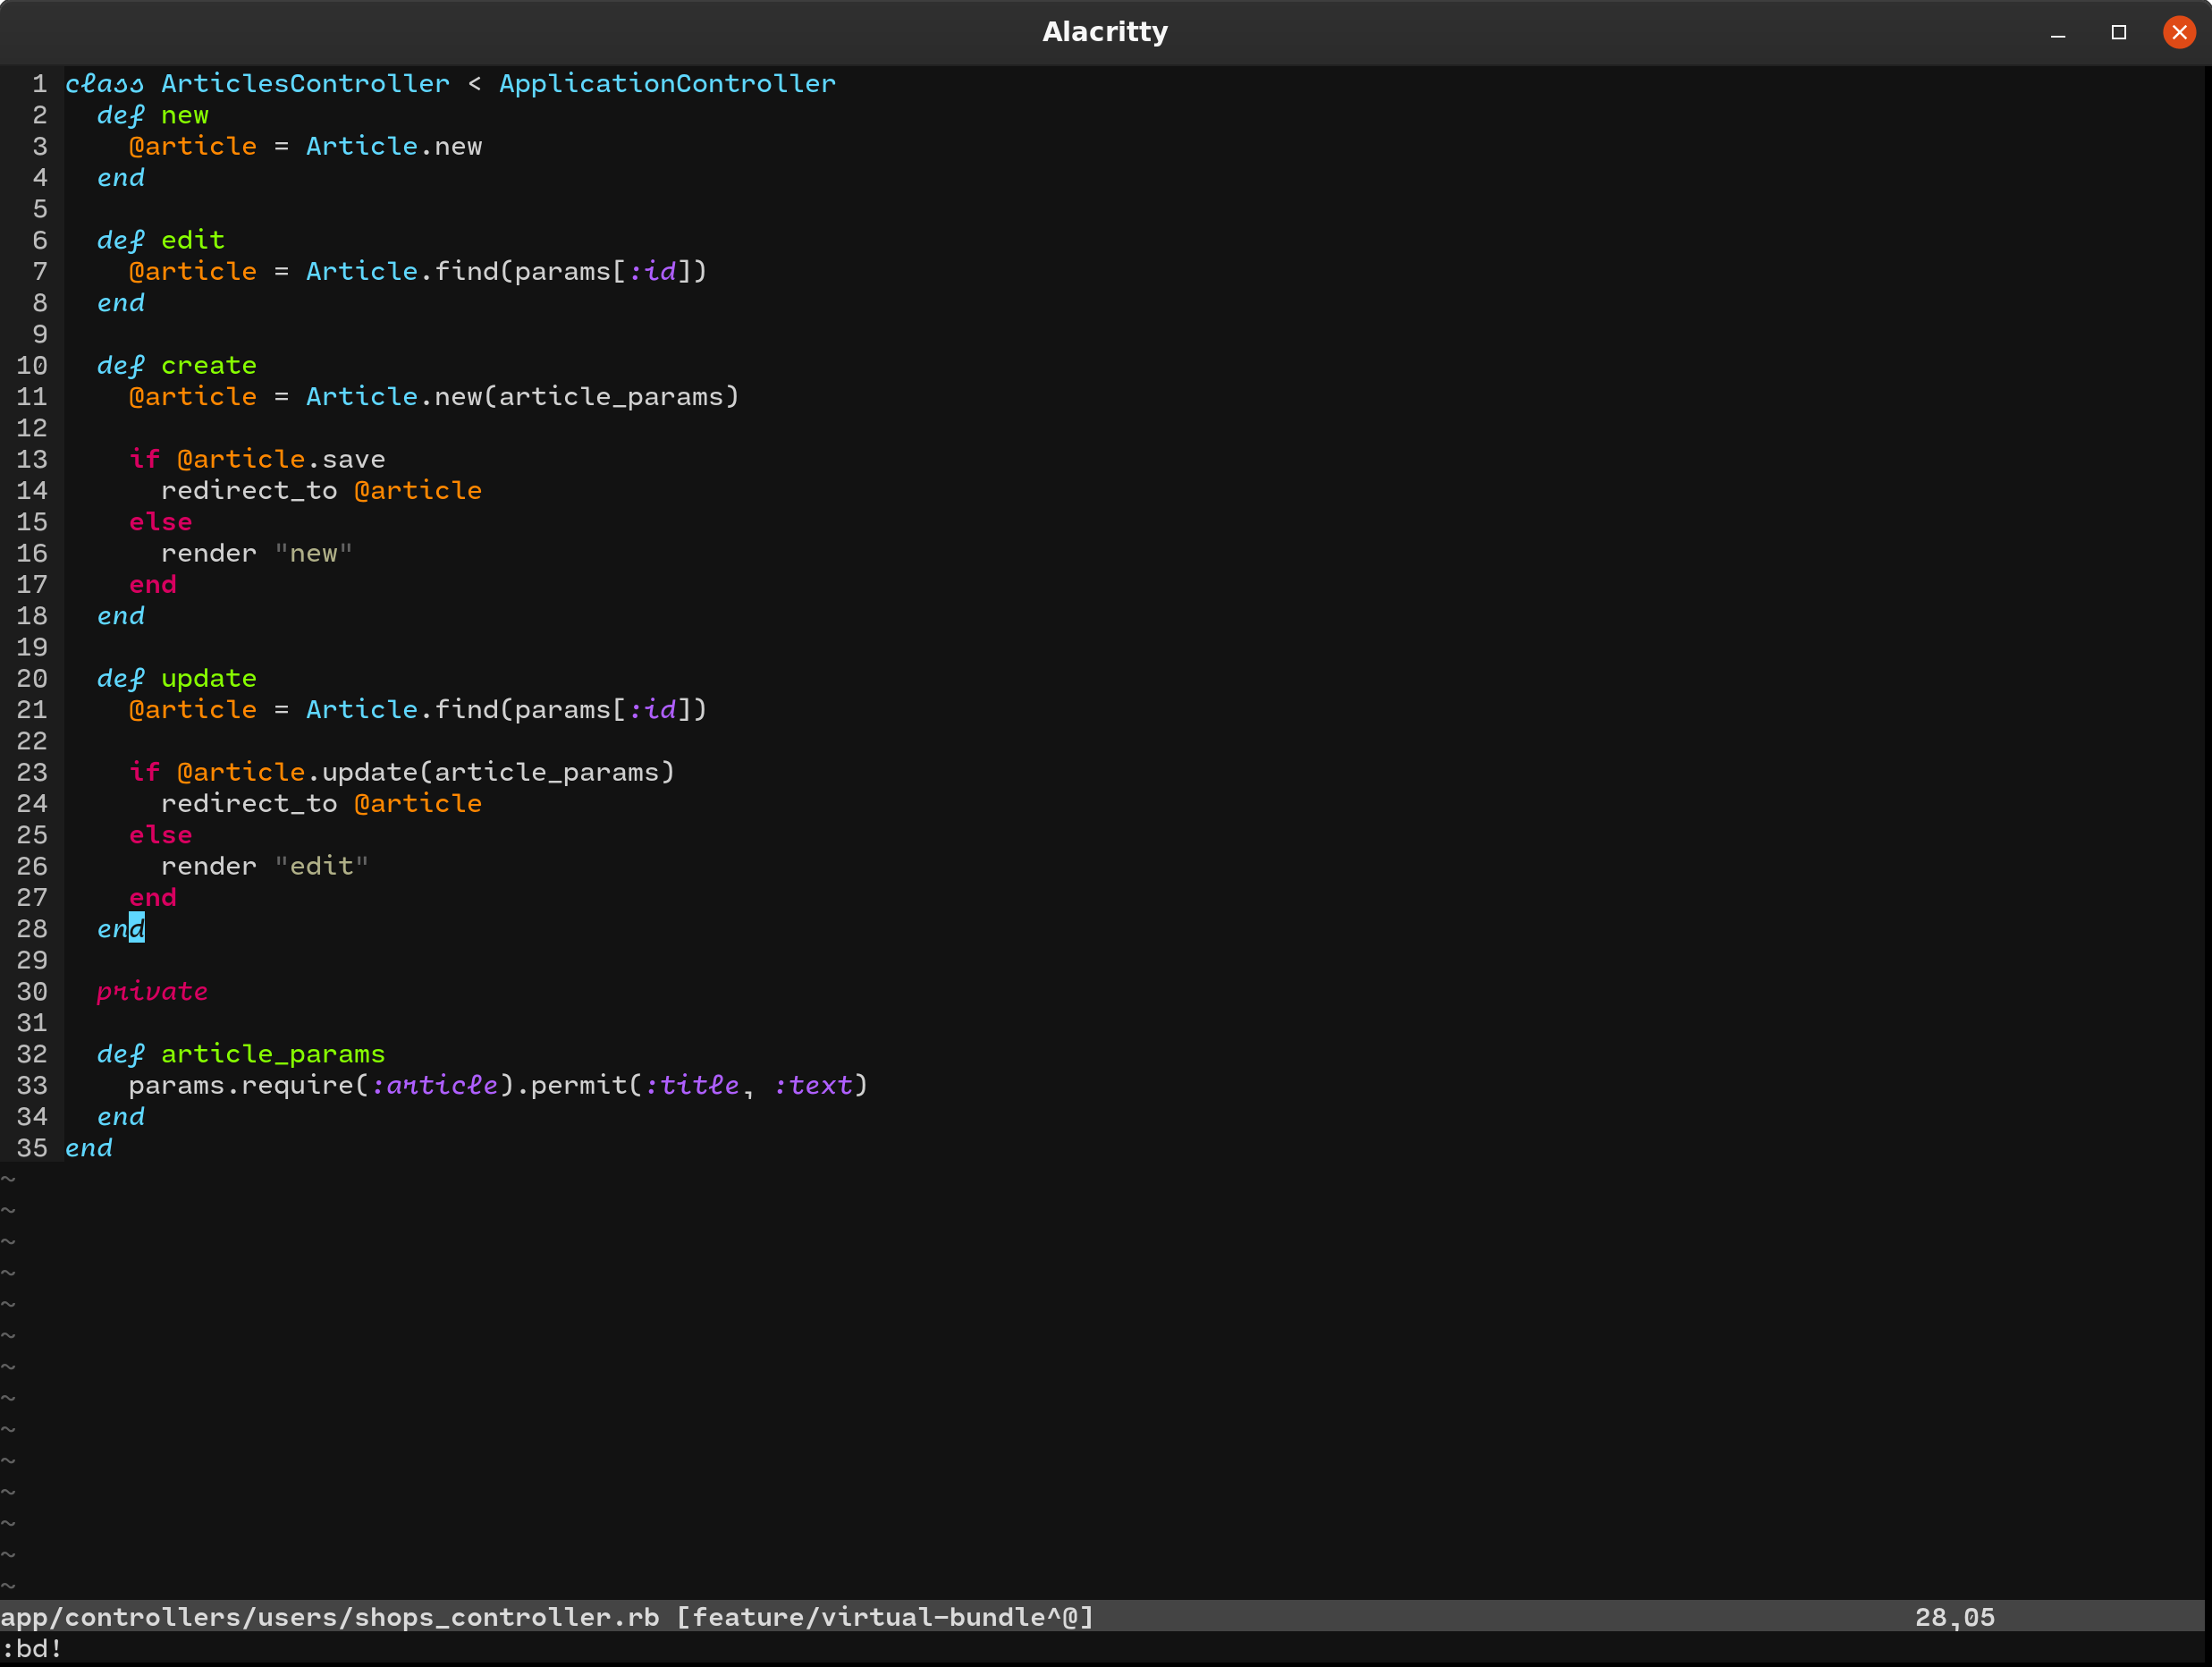 Alacritty
1 class ArticlesController < ApplicationController
2   def new
3     @article = Article.new
4   end
5
6   def edit
7     @article = Article.find(params[:id])
8   end
9
10   def create
11     @article = Article.new(article_params)
12
13     if @article.save
14       redirect_to @article
15     else
16       render "new"
17     end
18   end
19
20   def update
21     @article = Article.find(params[:id])
22
23     if @article.update(article_params)
24       redirect_to @article
25     else
26       render "edit"
27     end
28   end
29
30   private
31
32   def article_params
33     params.require(:article).permit(:title, :text)
34   end
35 end
~
~
~
~
~
~
~
~
~
~
~
~
~
~
app/controllers/users/shops_controller.rb [feature/virtual-bundle^@] 28,05
:bd!